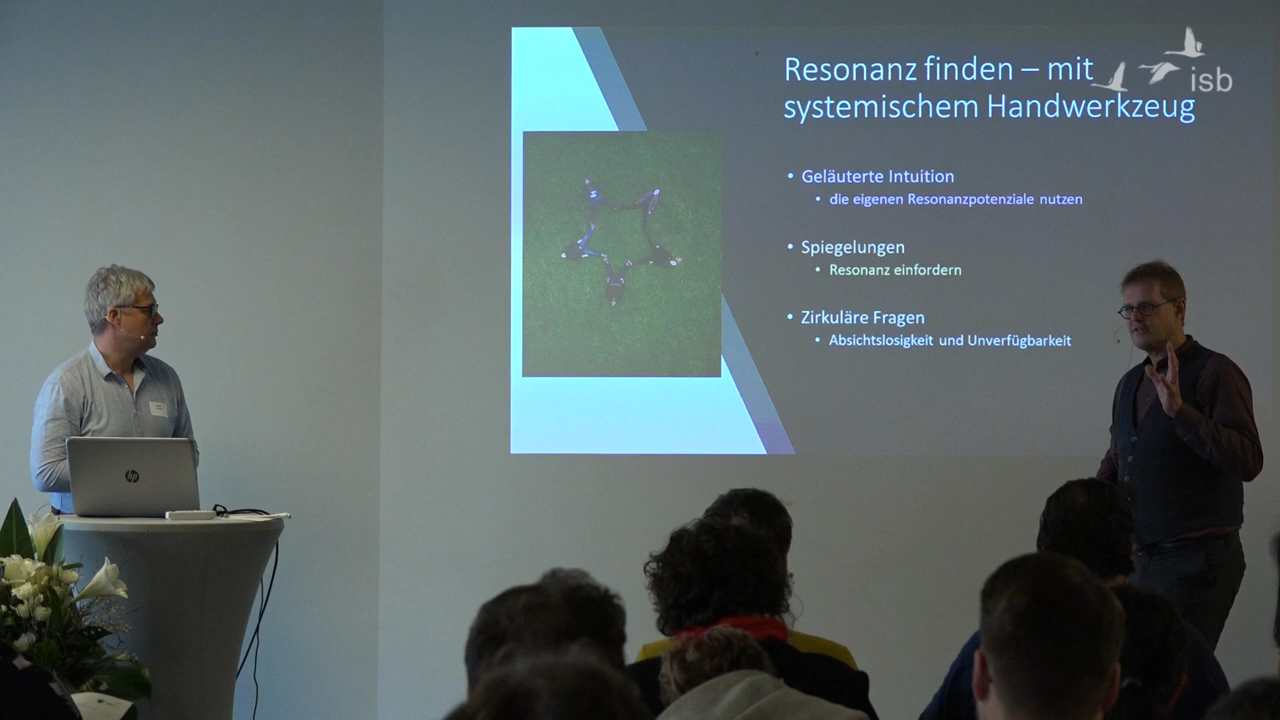 Resonanz finden – mit
systemischem Handwerkzeug
isb
• Geläuterte Intuition
• die eigenen Resonanzpotenziale nutzen
• Spiegelungen
• Resonanz einfordern
• Zirkuläre Fragen
• Absichtslosigkeit und Unverfügbarkeit
hp